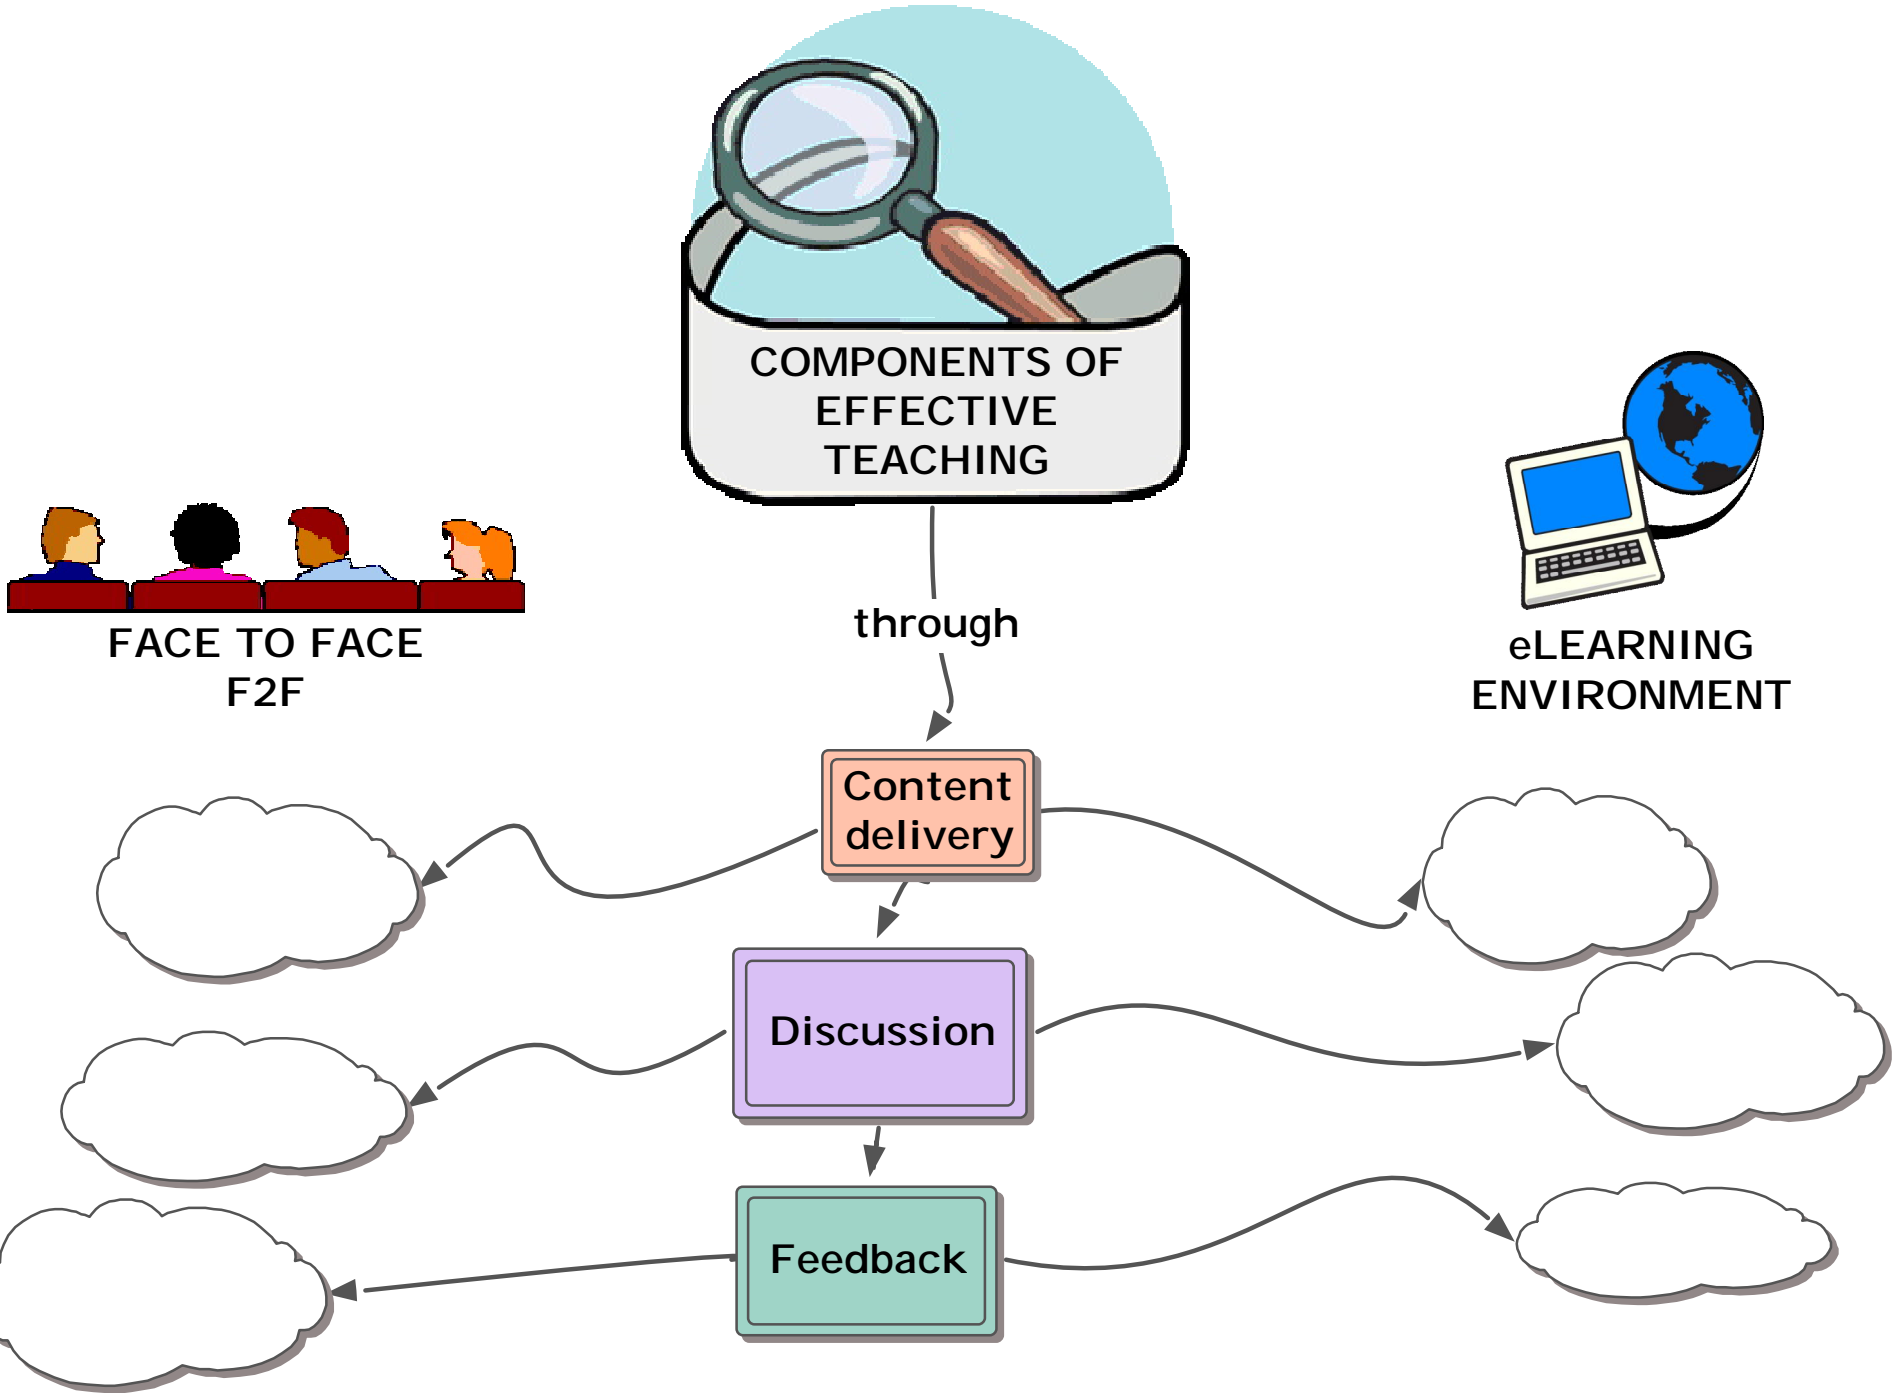 COMPONENTS OF
EFFECTIVE
TEACHING
FACE TO FACE
F2F
through
eLEARNING
ENVIRONMENT
Content
delivery
Discussion
Feedback